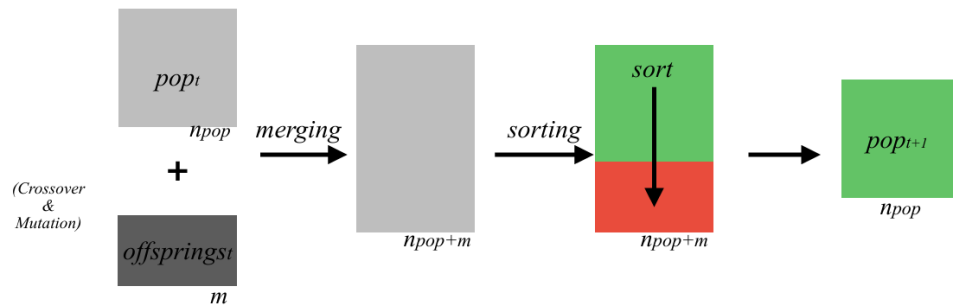 popt
npop
+
(Crossover
&
Mutation)
offspringst
m
merging
npop+m
sorting
sort
npop+m
popt+1
npop